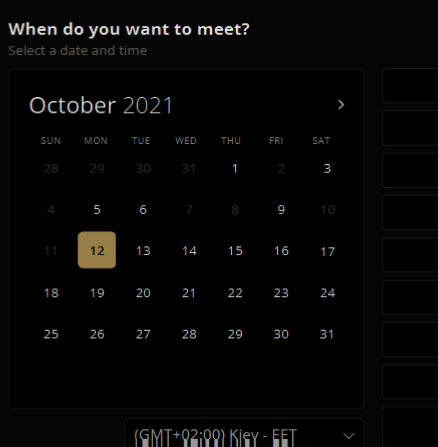 When do you want to meet?
Select a date and time
October 2021 >
SUN MON TUE WED THU FRI SAT
28 29 30 31 1 2 3
4 5 6 7 8 9 10
11 12 13 14 15 16 17
18 19 20 21 22 23 24
25 26 27 28 29 30 31
(GMT+02:00) Kiev - EET